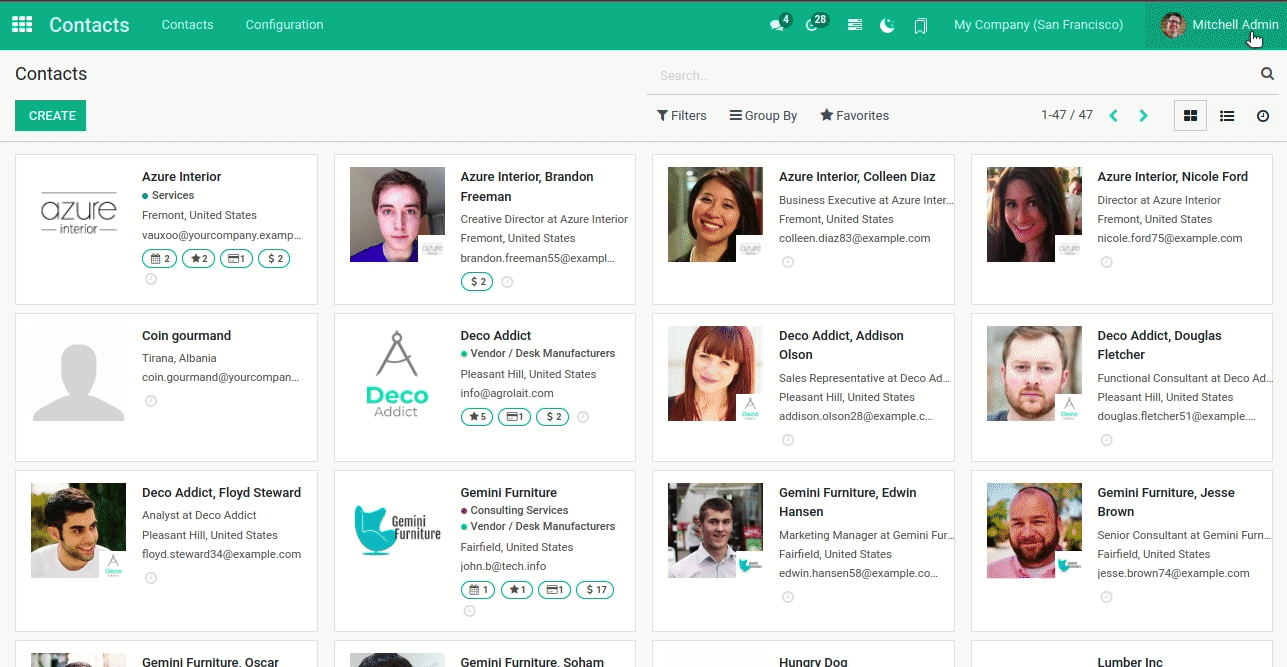 Contacts
Contacts
Configuration
4
28
My Company (San Francisco)
Mitchell Admin
Contacts
Search...
CREATE
Filters
Group By
Favorites
1-47 / 47
azure
interior
Azure Interior
Services
Fremont, United States
vauxoo@yourcompany.examp...
2
2
1
$ 2
azure
Azure Interior, Brandon
Freeman
Creative Director at Azure Interior
Fremont, United States
brandon.freeman55@exampl...
$ 2
azure
Azure Interior, Colleen Diaz
Business Executive at Azure Inter...
Fremont, United States
colleen.diaz83@example.com
azure
Azure Interior, Nicole Ford
Director at Azure Interior
Fremont, United States
nicole.ford75@example.com
Coin gourmand
Tirana, Albania
coin.gourmand@yourcompan...
Deco
Addict
Deco Addict
Vendor / Desk Manufacturers
Pleasant Hill, United States
info@agrolait.com
5
1
$ 2
Deco
Deco Addict, Addison
Olson
Sales Representative at Deco Ad...
Pleasant Hill, United States
addison.olson28@example.c...
Deco
Deco Addict, Douglas
Fletcher
Functional Consultant at Deco Ad...
Pleasant Hill, United States
douglas.fletcher51@example....
Deco
Deco Addict, Floyd Steward
Analyst at Deco Addict
Pleasant Hill, United States
floyd.steward34@example.com
Gemini
Furniture
Gemini Furniture
Consulting Services
Vendor / Desk Manufacturers
Fairfield, United States
john.b@tech.info
1
1
1
$ 17
Gemini Furniture, Edwin
Hansen
Marketing Manager at Gemini Fur...
Fairfield, United States
edwin.hansen58@example.co...
Gemini Furniture, Jesse
Brown
Senior Consultant at Gemini Furn...
Fairfield, United States
jesse.brown74@example.com
Gemini Furniture, Oscar
Gemini Furniture, Soham
Hungry Dog
Lumber Inc